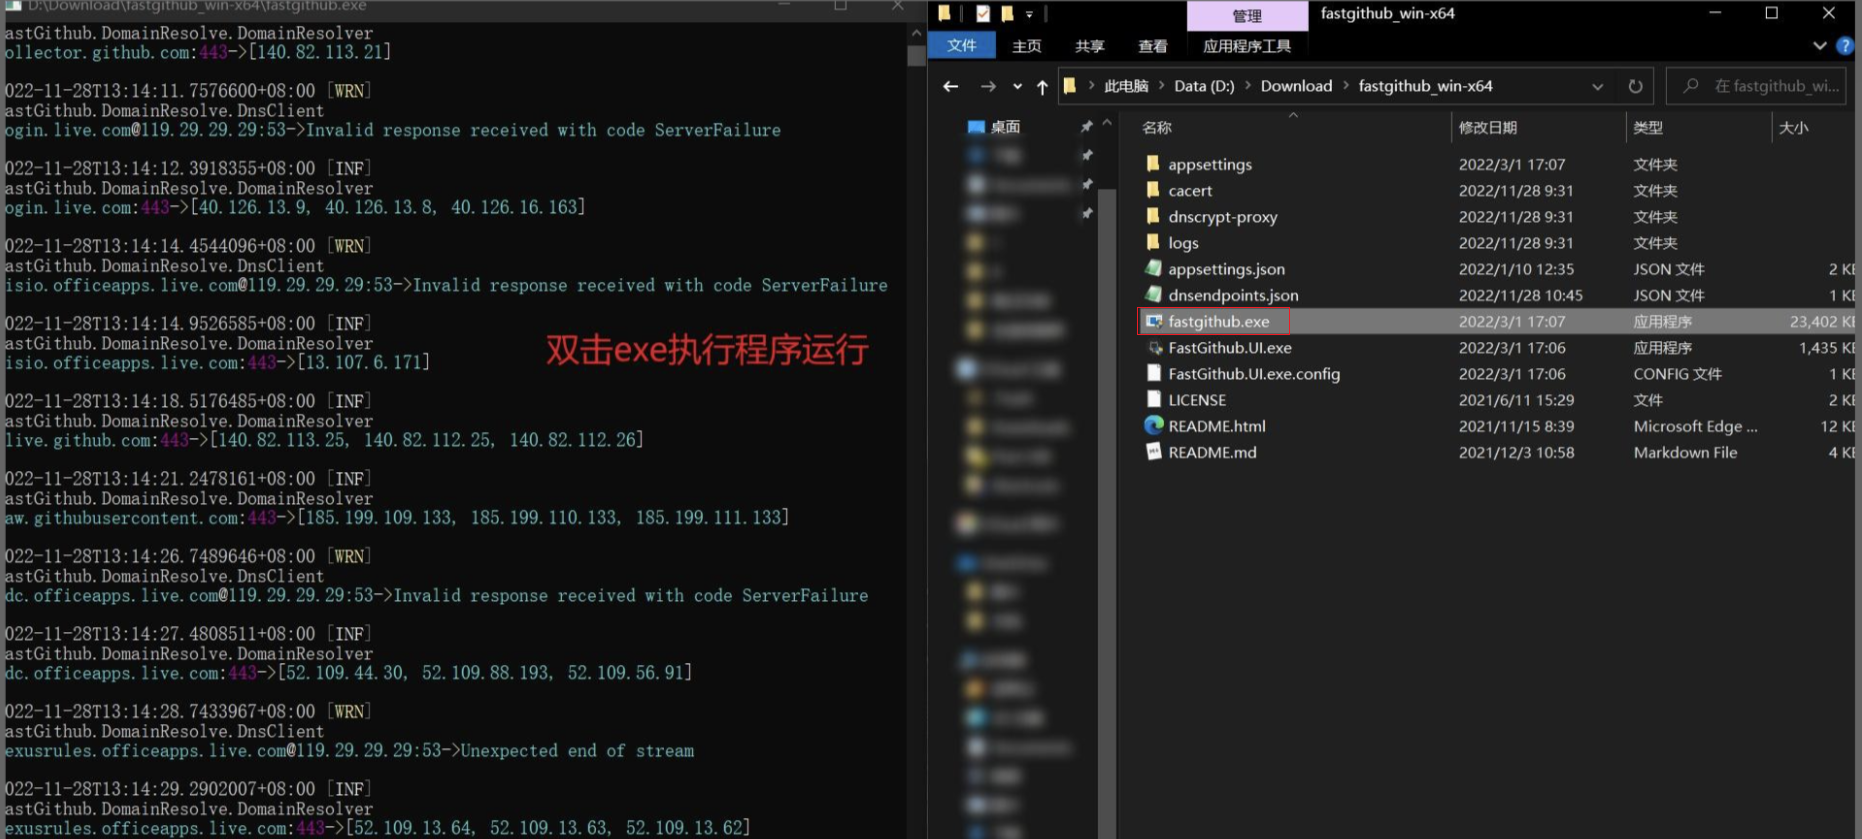 D:\Download\fastgithub_win-x64\fastgithub.exe
astGithub.DomainResolve.DomainResolver
ollector.github.com:443->[140.82.113.21]
022-11-28T13:14:11.7576600+08:00 [WRN]
astGithub.DomainResolve.DnsClient
ogin.live.com@119.29.29.29:53->Invalid response received with code ServerFailure
022-11-28T13:14:12.3918355+08:00 [INF]
astGithub.DomainResolve.DomainResolver
ogin.live.com:443->[40.126.13.9, 40.126.13.8, 40.126.16.163]
022-11-28T13:14:14.4544096+08:00 [WRN]
astGithub.DomainResolve.DnsClient
isio.officeapps.live.com@119.29.29.29:53->Invalid response received with code ServerFailure
022-11-28T13:14:14.9526585+08:00 [INF]
astGithub.DomainResolve.DomainResolver
isio.officeapps.live.com:443->[13.107.6.171]
022-11-28T13:14:18.5176485+08:00 [INF]
astGithub.DomainResolve.DomainResolver
live.github.com:443->[140.82.113.25, 140.82.112.25, 140.82.112.26]
022-11-28T13:14:21.2478161+08:00 [INF]
astGithub.DomainResolve.DomainResolver
aw.githubusercontent.com:443->[185.199.109.133, 185.199.110.133, 185.199.111.133]
022-11-28T13:14:26.7489646+08:00 [WRN]
astGithub.DomainResolve.DnsClient
dc.officeapps.live.com@119.29.29.29:53->Invalid response received with code ServerFailure
022-11-28T13:14:27.4808511+08:00 [INF]
astGithub.DomainResolve.DomainResolver
dc.officeapps.live.com:443->[52.109.44.30, 52.109.88.193, 52.109.56.91]
022-11-28T13:14:28.7433967+08:00 [WRN]
astGithub.DomainResolve.DnsClient
exusrules.officeapps.live.com@119.29.29.29:53->Unexpected end of stream
022-11-28T13:14:29.2902007+08:00 [INF]
astGithub.DomainResolve.DomainResolver
exusrules.officeapps.live.com:443->[52.109.13.64, 52.109.13.63, 52.109.13.62]
双击exe执行程序运行
管理 fastgithub_win-x64
文件 主页 共享 查看 应用程序工具
此电脑 > Data (D:) > Download > fastgithub_win-x64
在 fastgithub_wi...
桌面
名称 修改日期 类型 大小
appsettings 2022/3/1 17:07 文件夹
cacert 2022/11/28 9:31 文件夹
dnscrypt-proxy 2022/11/28 9:31 文件夹
logs 2022/11/28 9:31 文件夹
appsettings.json 2022/1/10 12:35 JSON 文件 2 KB
dnsendpoints.json 2022/11/28 10:45 JSON 文件 1 KB
fastgithub.exe 2022/3/1 17:07 应用程序 23,402 KB
FastGithub.UI.exe 2022/3/1 17:06 应用程序 1,435 KB
FastGithub.UI.exe.config 2022/3/1 17:06 CONFIG 文件 1 KB
LICENSE 2021/6/11 15:29 文件 2 KB
README.html 2021/11/15 8:39 Microsoft Edge ... 12 KB
README.md 2021/12/3 10:58 Markdown File 4 KB